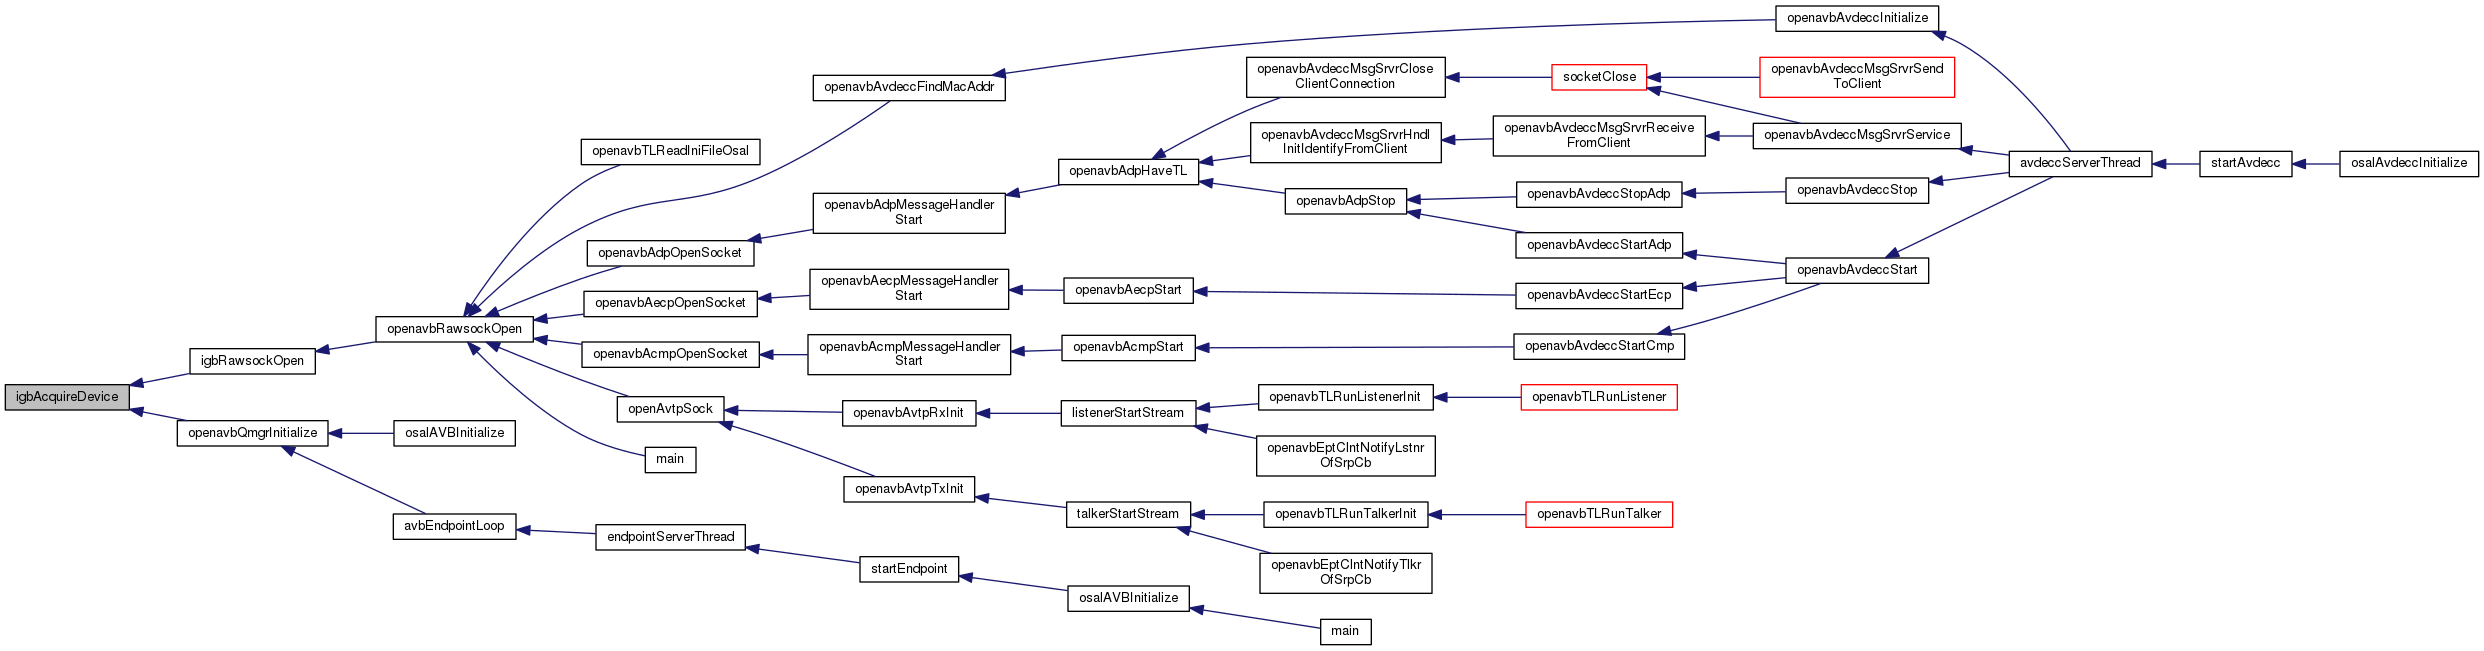 openavbAvdeccInitialize
openavbAvdeccFindMacAddr
openavbAvdeccMsgSrvrClose
ClientConnection
socketClose
openavbAvdeccMsgSrvrSend
ToClient
openavbTLReadIniFileOsal
openavbAvdeccMsgSrvrHndl
InitIdentifyFromClient
openavbAvdeccMsgSrvrReceive
FromClient
openavbAvdeccMsgSrvrService
openavbAdpHaveTL
avdeccServerThread
startAvdecc
osalAvdeccInitialize
openavbAdpMessageHandler
Start
openavbAdpStop
openavbAvdeccStopAdp
openavbAvdeccStop
openavbAdpOpenSocket
openavbAvdeccStartAdp
openavbAvdeccStart
openavbAecpOpenSocket
openavbAecpMessageHandler
Start
openavbAecpStart
openavbAvdeccStartEcp
openavbRawsockOpen
igbRawsockOpen
openavbAcmpOpenSocket
openavbAcmpMessageHandler
Start
openavbAcmpStart
openavbAvdeccStartCmp
igbAcquireDevice
openAvtpSock
openavbAvtpRxInit
listenerStartStream
openavbTLRunListenerInit
openavbTLRunListener
openavbQmgrInitialize
osalAVBInitialize
main
openavbEptClntNotifyLstnr
OfSrpCb
openavbAvtpTxInit
talkerStartStream
openavbTLRunTalkerInit
openavbTLRunTalker
avbEndpointLoop
endpointServerThread
openavbEptClntNotifyTlkr
OfSrpCb
startEndpoint
osalAVBInitialize
main